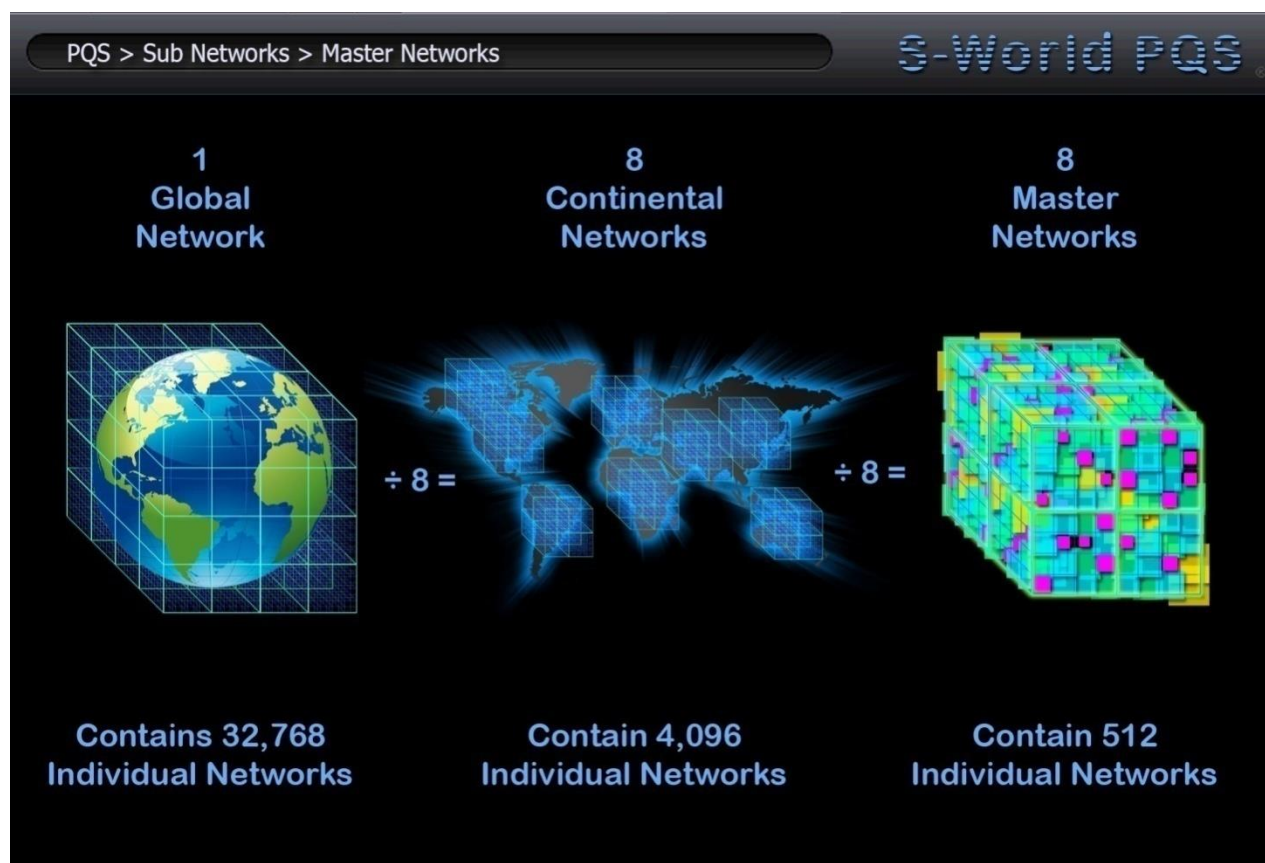 PQS > Sub Networks > Master Networks
S-World PQS
®
1
Global
Network
8
Continental
Networks
8
Master
Networks
÷ 8 =
÷ 8 =
Contains 32,768
Individual Networks
Contain 4,096
Individual Networks
Contain 512
Individual Networks